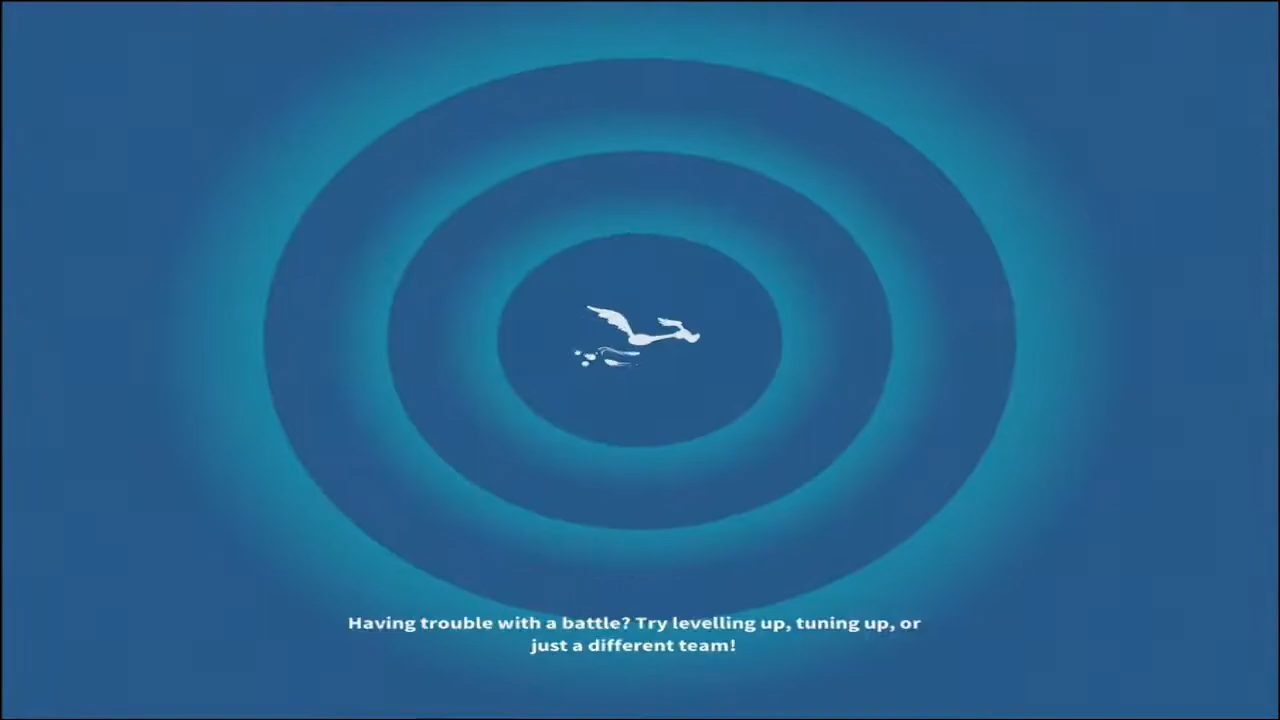 Having trouble with a battle? Try levelling up, tuning up, or
just a different team!